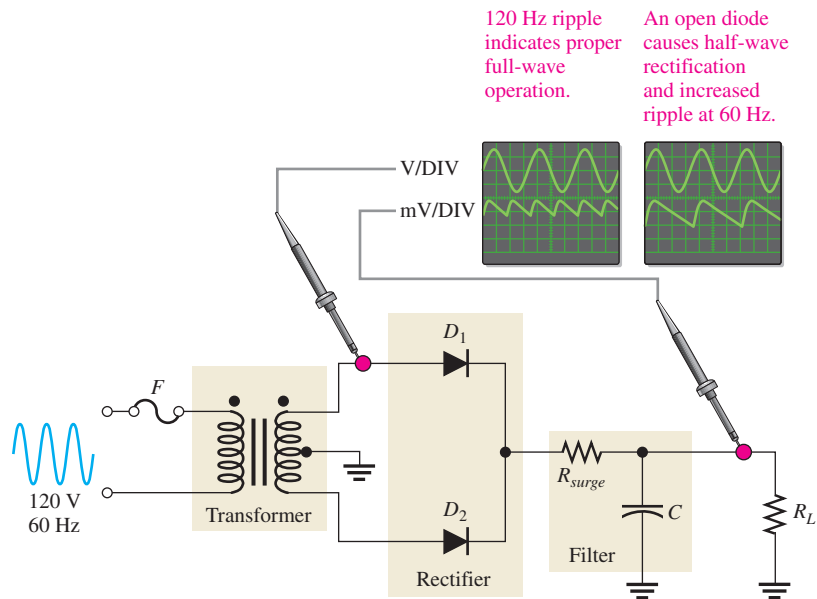 120 Hz ripple
indicates proper
full-wave
operation.
An open diode
causes half-wave
rectification
and increased
ripple at 60 Hz.
V/DIV
mV/DIV
D1
F
120 V
60 Hz
Transformer
D2
Rectifier
Rsurge
C
Filter
RL